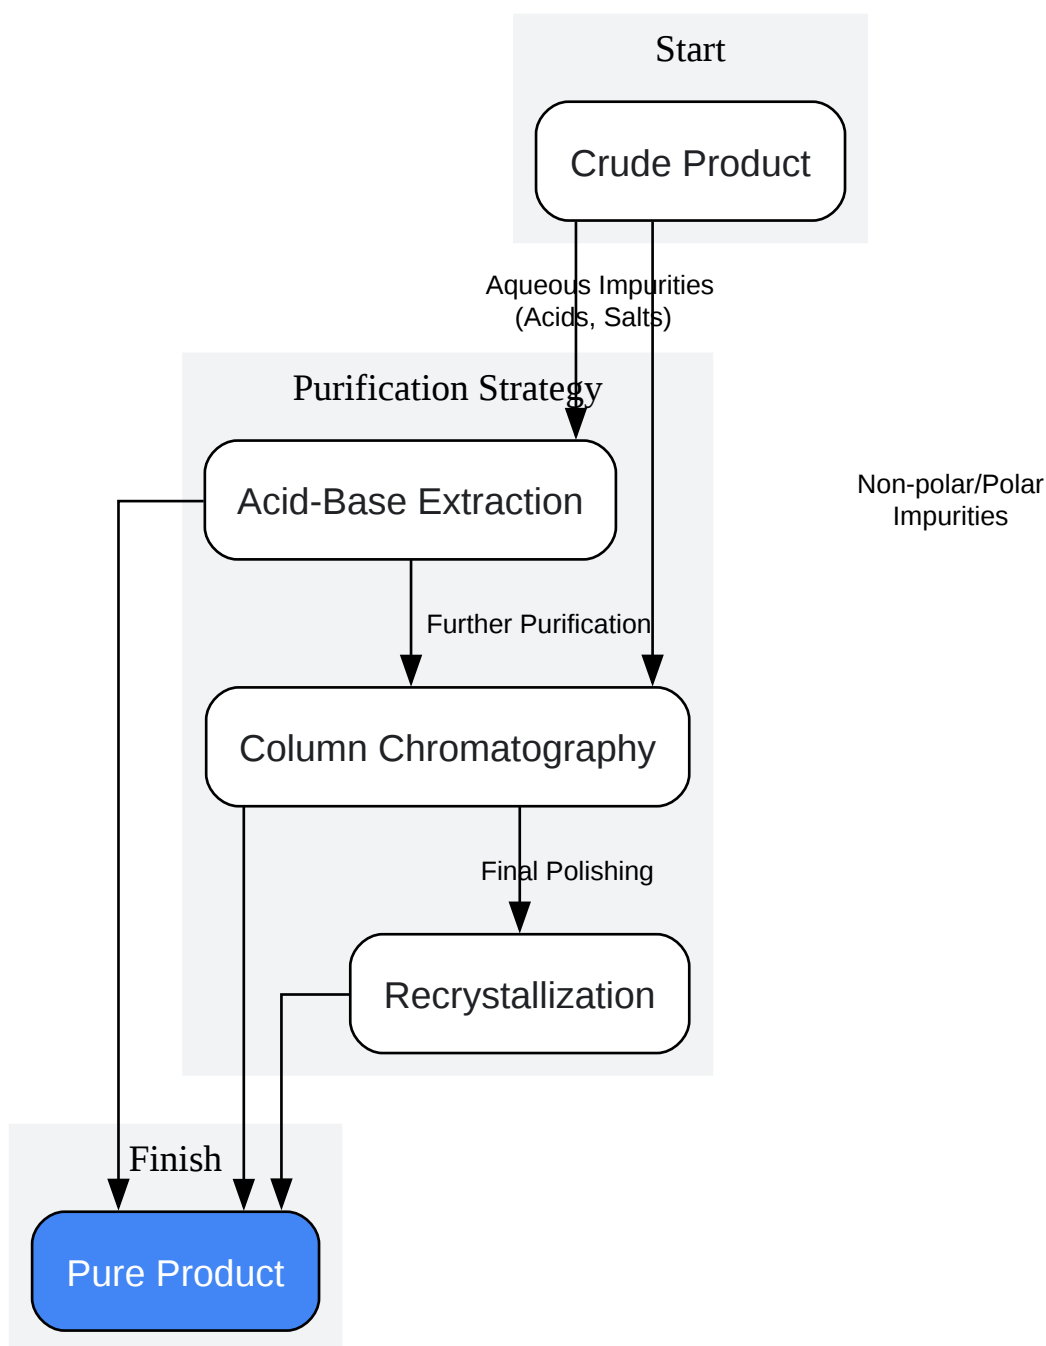 Start
Crude Product
Aqueous Impurities
(Acids, Salts)
Purification Strategy
Acid-Base Extraction
Non-polar/Polar
Impurities
Further Purification
Column Chromatography
Final Polishing
Recrystallization
Finish
Pure Product